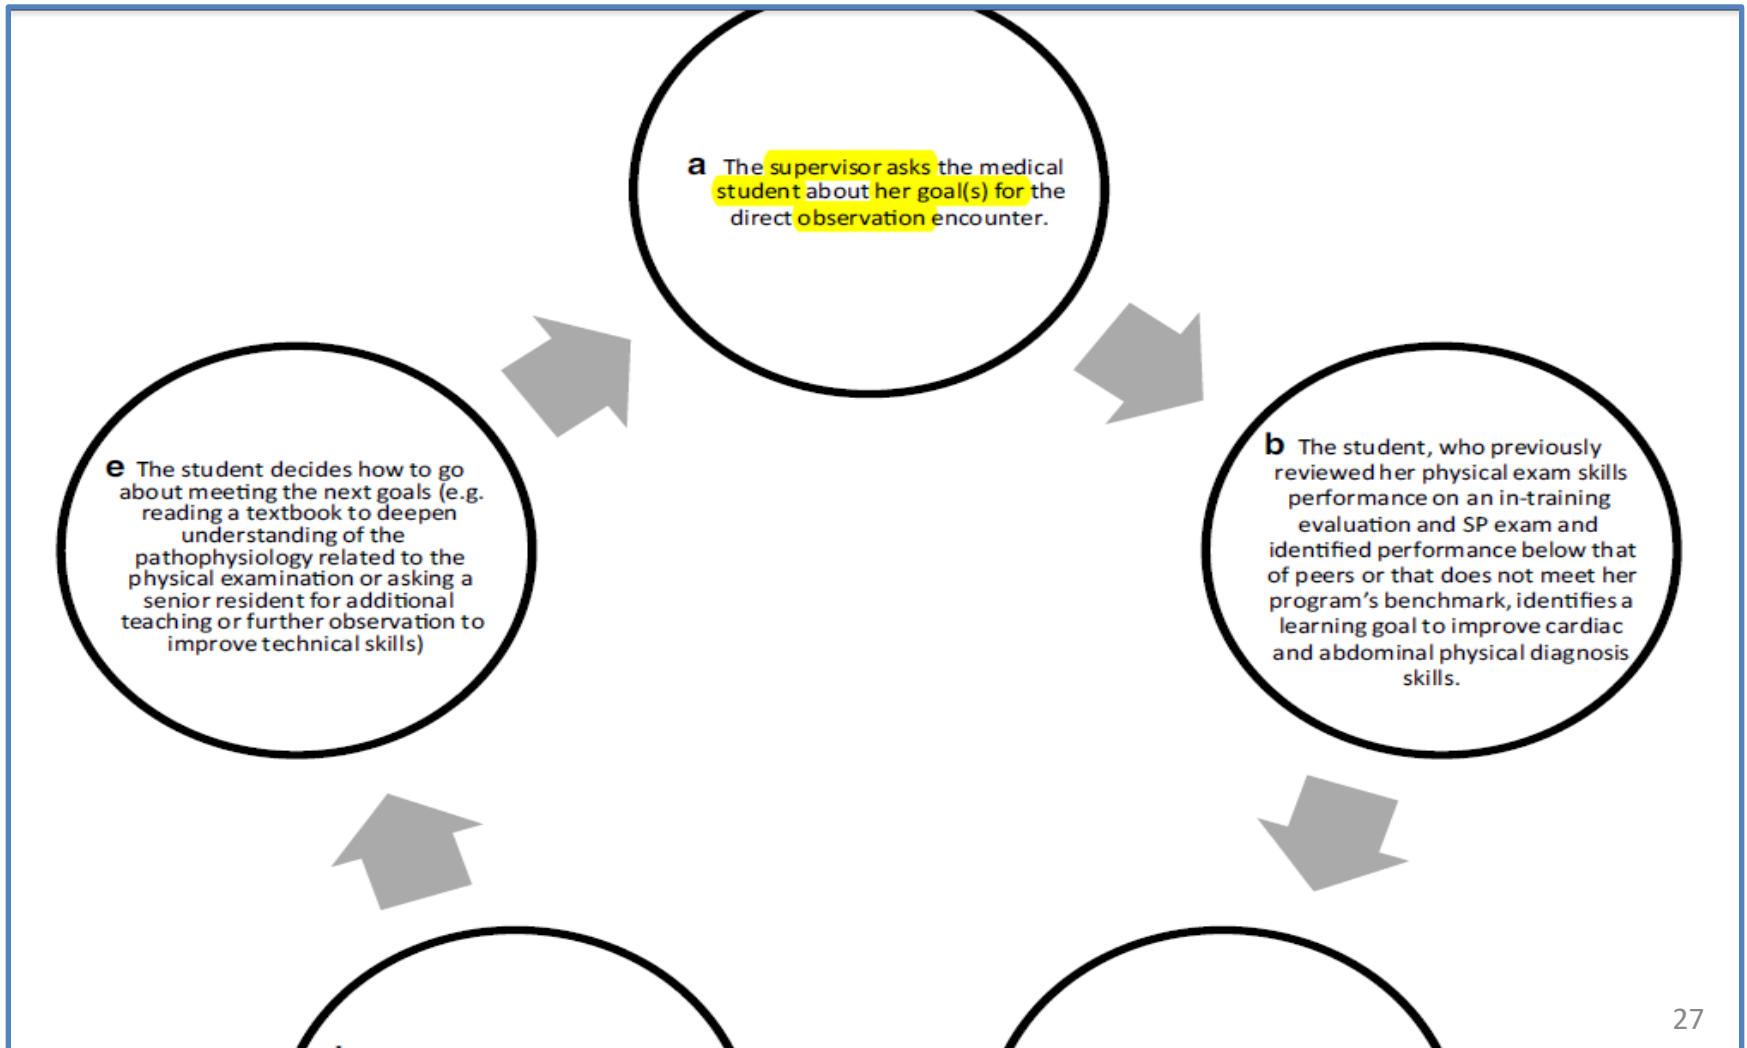 a The supervisor asks the medical
student about her goal(s) for the
direct observation encounter.
b The student, who previously
reviewed her physical exam skills
performance on an in-training
evaluation and SP exam and
identified performance below that
of peers or that does not meet her
program’s benchmark, identifies a
learning goal to improve cardiac
and abdominal physical diagnosis
skills.
e The student decides how to go
about meeting the next goals (e.g.
reading a textbook to deepen
understanding of the
pathophysiology related to the
physical examination or asking a
senior resident for additional
teaching or further observation to
improve technical skills)
27